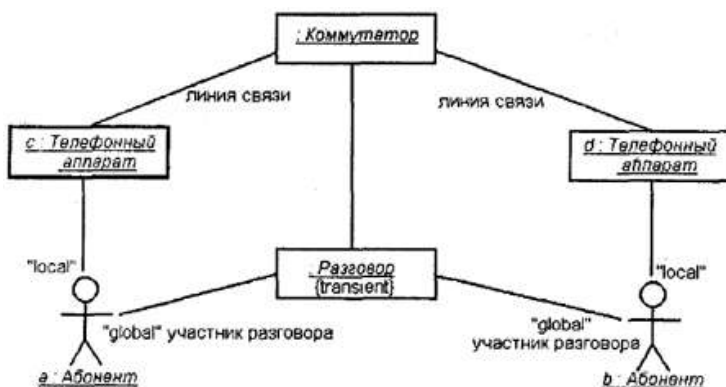 : Коммутатор
линия связи
линия связи
c : Телефонный
аппарат
d : Телефонный
аппарат
"local"
: Разговор
{transient}
"local"
"global" участник разговора
"global"
участник разговора
a : Абонент
b : Абонент